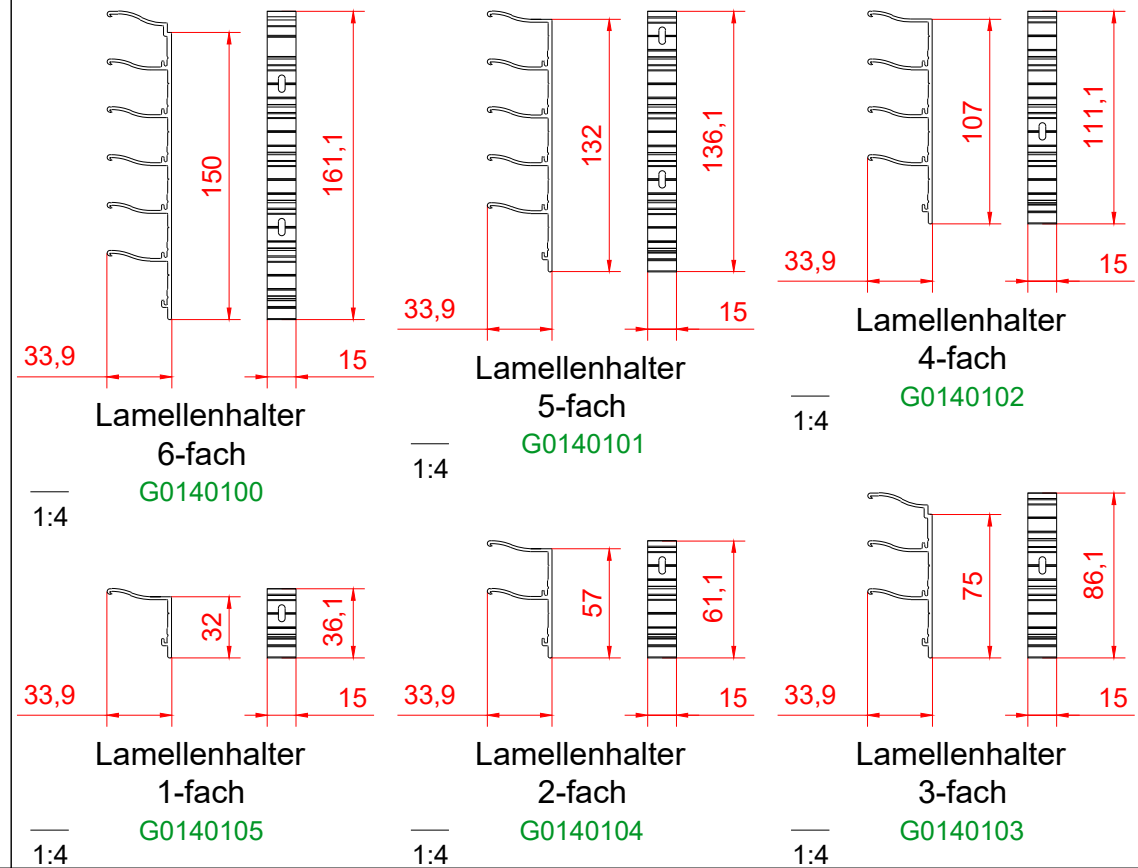 150
161,1
33,9
15
Lamellenhalter
6-fach
G0140100
1:4
132
136,1
33,9
15
Lamellenhalter
5-fach
G0140101
1:4
107
111,1
33,9
15
Lamellenhalter
4-fach
G0140102
1:4
32
36,1
33,9
15
Lamellenhalter
1-fach
G0140105
1:4
57
61,1
33,9
15
Lamellenhalter
2-fach
G0140104
1:4
75
86,1
33,9
15
Lamellenhalter
3-fach
G0140103
1:4